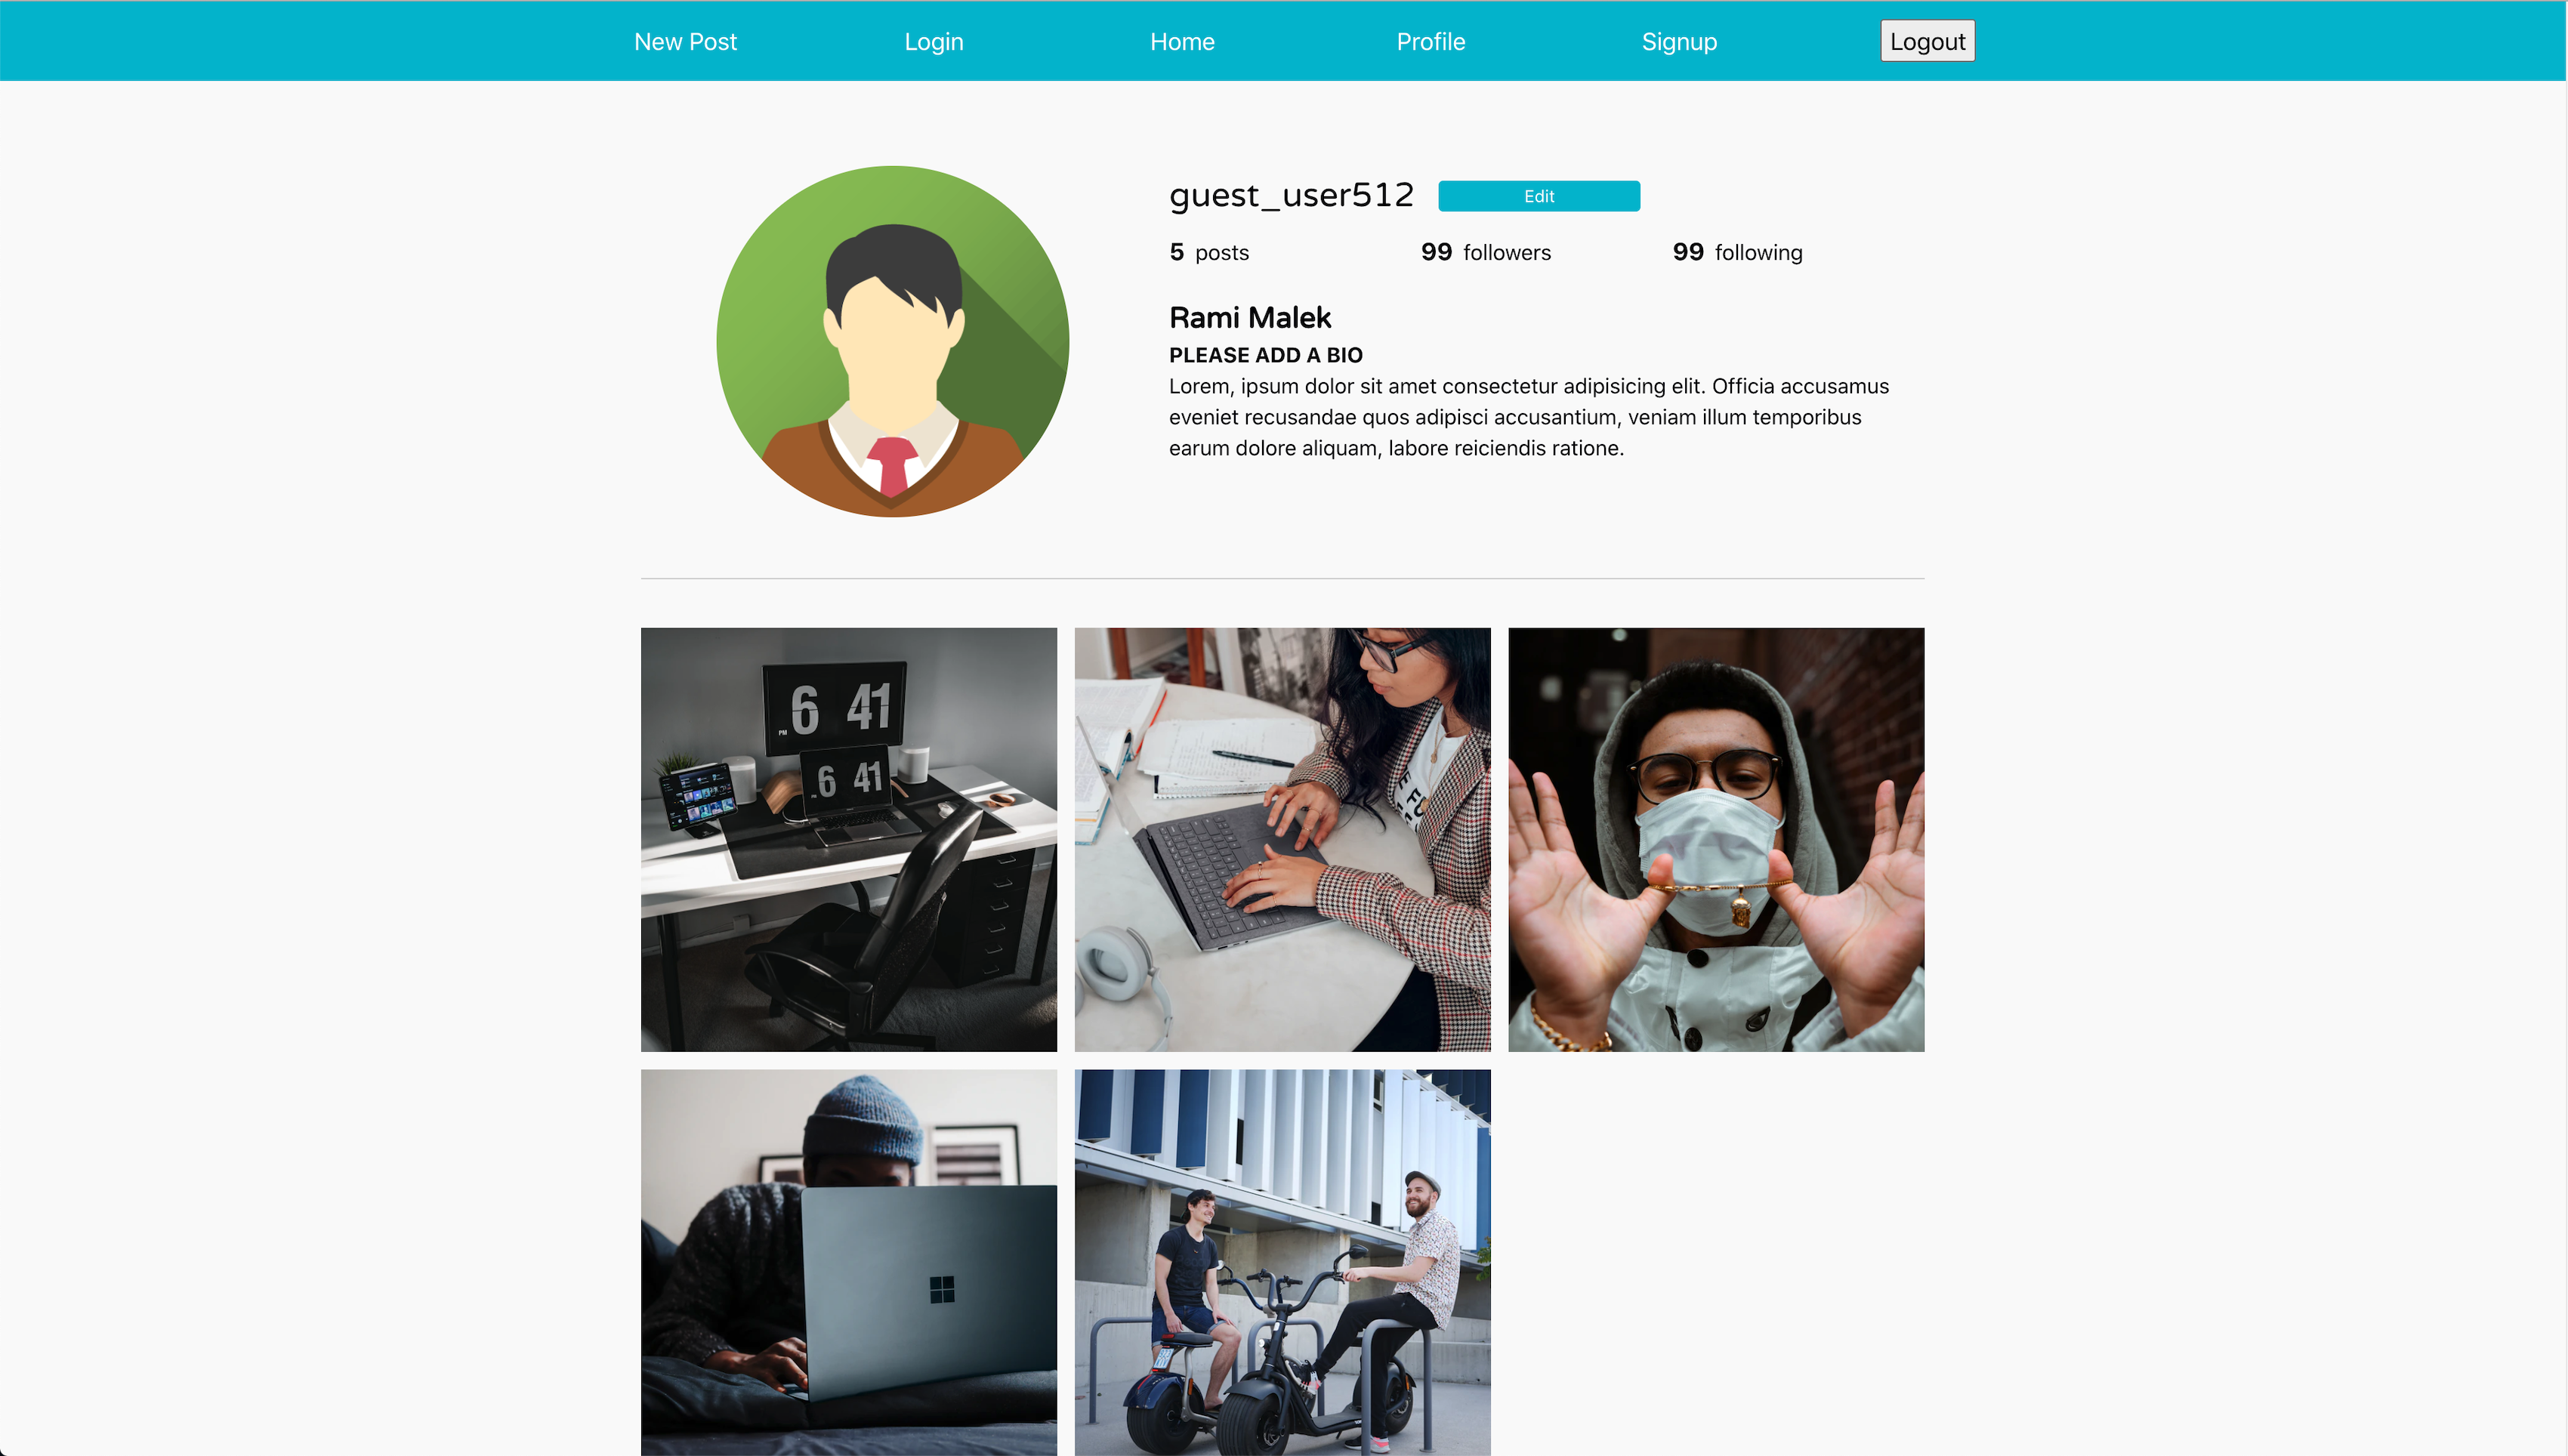 New Post Login Home Profile Signup Logout
guest_user512 Edit
5 posts 99 followers 99 following
Rami Malek
PLEASE ADD A BIO
Lorem, ipsum dolor sit amet consectetur adipisicing elit. Officia accusamus
eveniet recusandae quos adipisci accusantium, veniam illum temporibus
earum dolore aliquam, labore reiciendis ratione.
6 41
PM
6 41